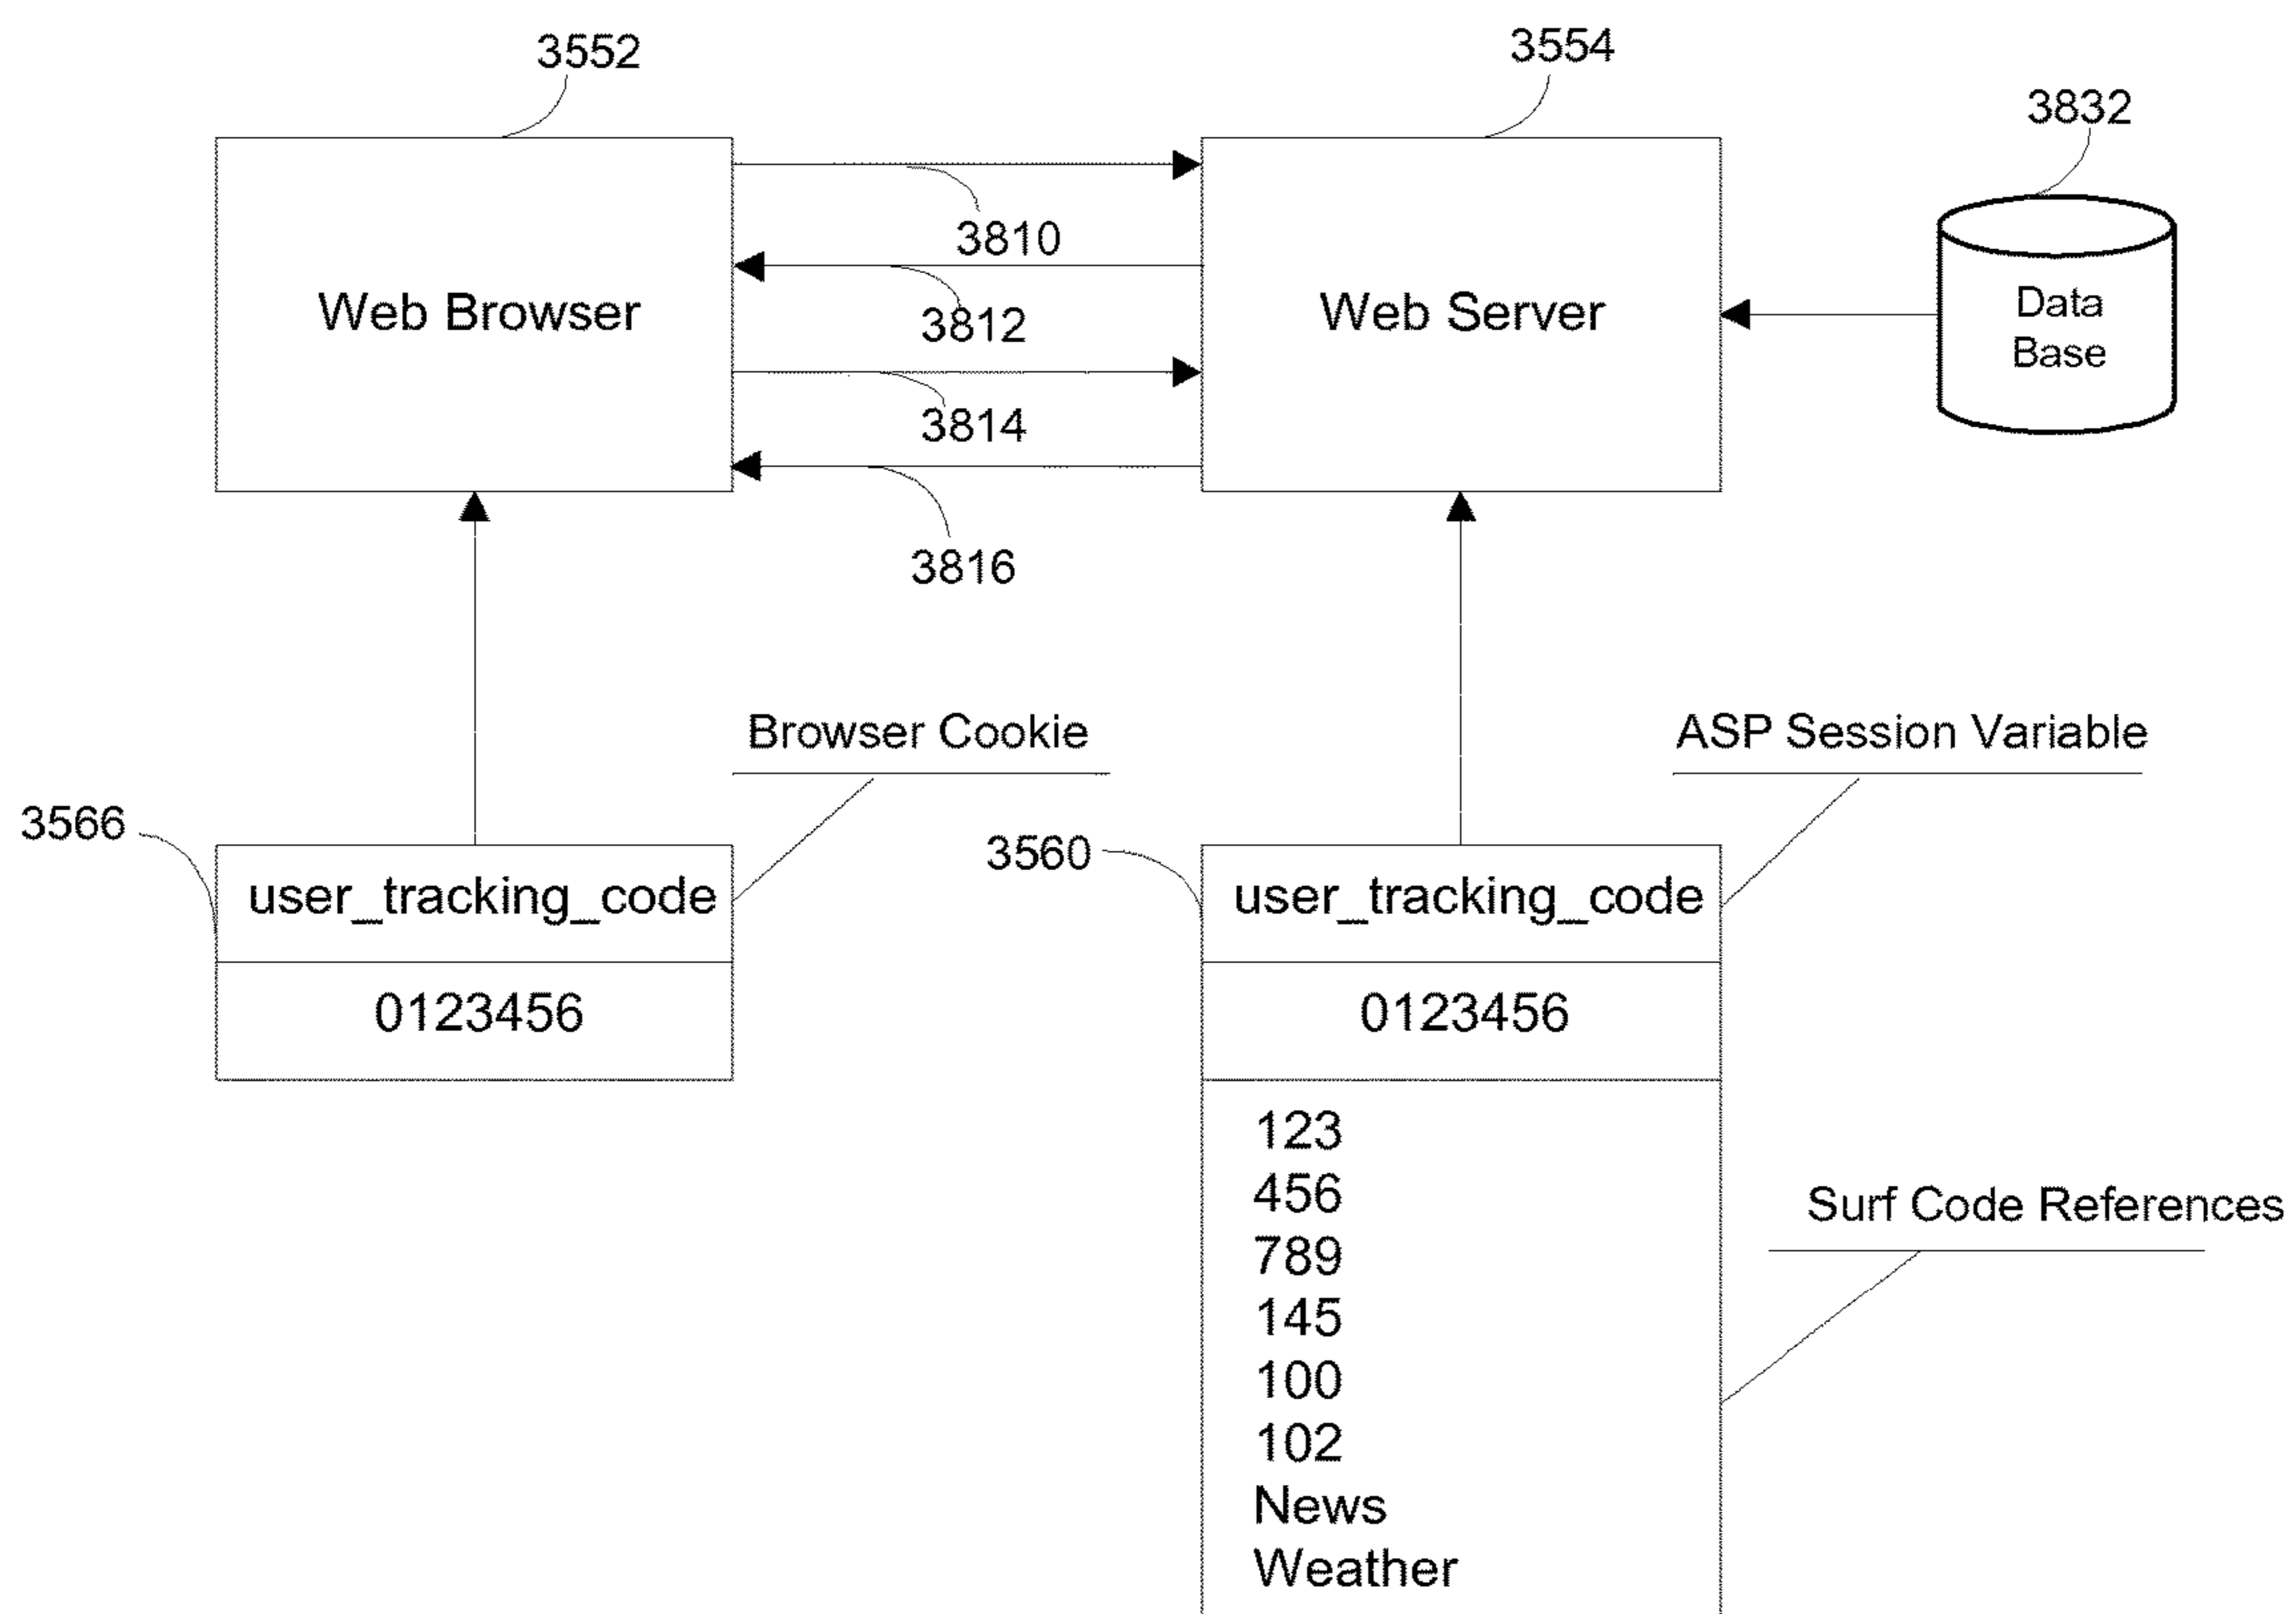 3552
3554
3832
3810
Web Browser
3812
Web Server
Data
Base
3814
3816
Browser Cookie
ASP Session Variable
3566
3560
user_tracking_code
user_tracking_code
0123456
0123456
123
456
789
145
100
102
News
Weather
Surf Code References